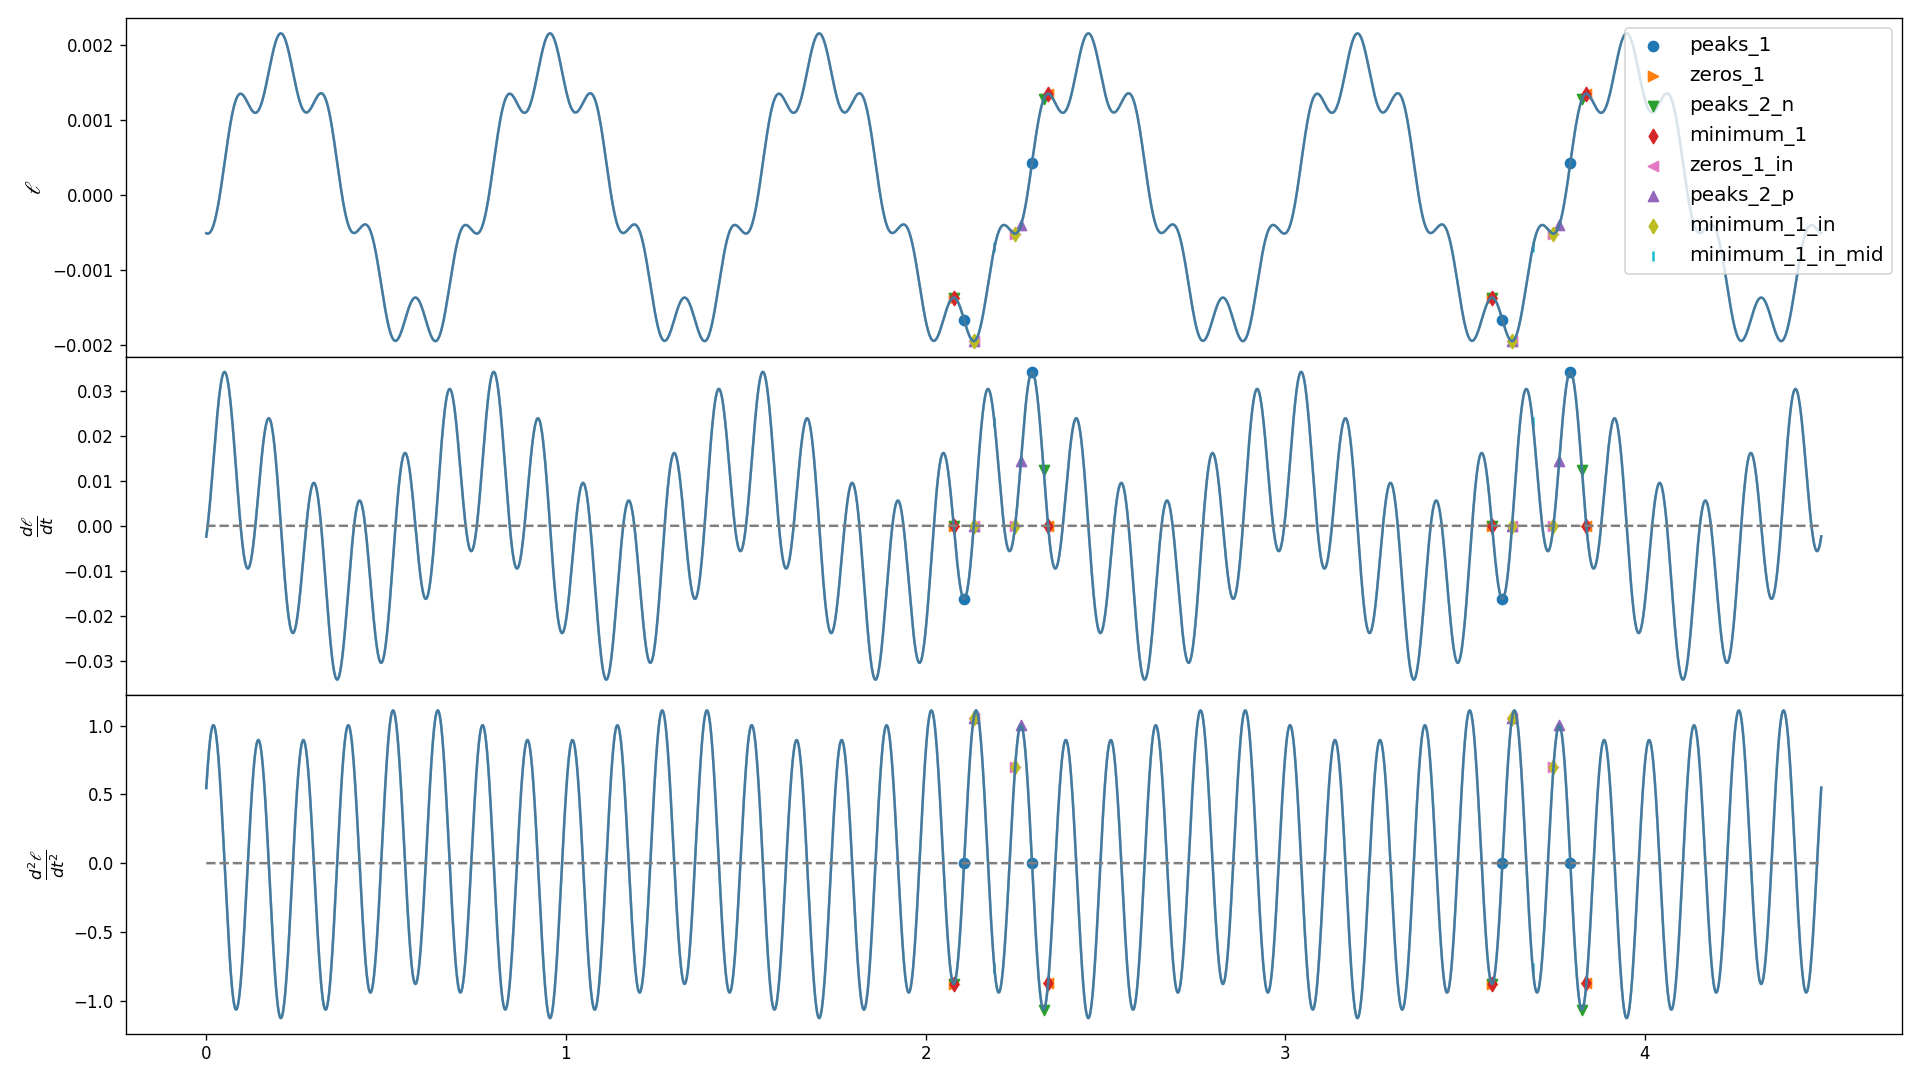 0.002
0.001
0.000
−0.001
−0.002
ℓ
peaks_1
zeros_1
peaks_2_n
minimum_1
zeros_1_in
peaks_2_p
minimum_1_in
minimum_1_in_mid
0.03
0.02
0.01
0.00
−0.01
−0.02
−0.03
dℓ
dt
1.0
0.5
0.0
−0.5
−1.0
d²ℓ
dt²
0 1 2 3 4